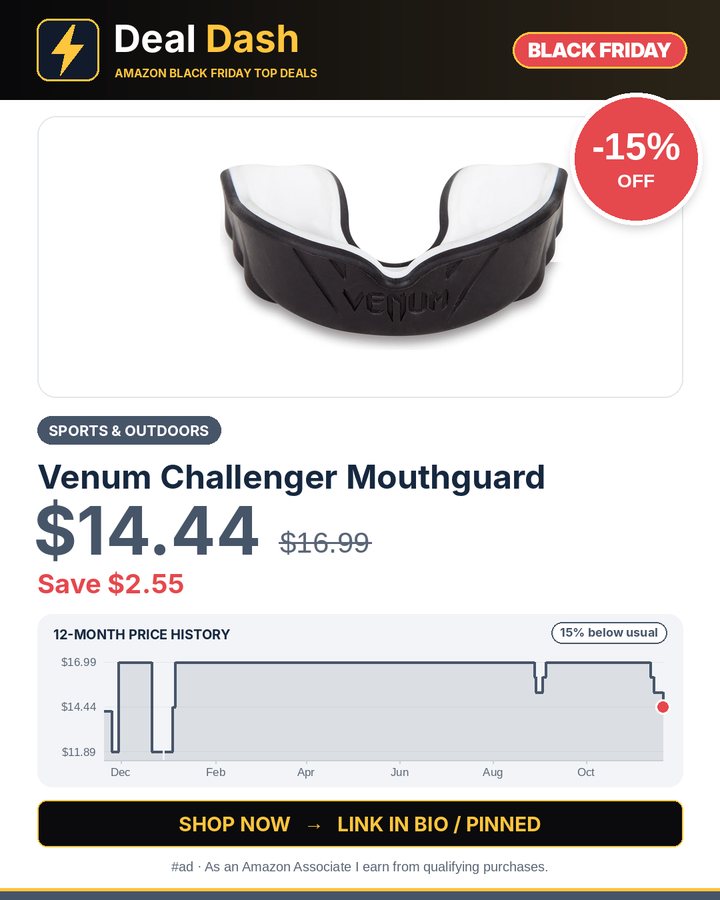 Deal Dash
AMAZON BLACK FRIDAY TOP DEALS
BLACK FRIDAY
-15%
OFF
VENUM
SPORTS & OUTDOORS
Venum Challenger Mouthguard
$14.44 $16.99
Save $2.55
12-MONTH PRICE HISTORY
15% below usual
$16.99
$14.44
$11.89
Dec Feb Apr Jun Aug Oct
SHOP NOW → LINK IN BIO / PINNED
#ad · As an Amazon Associate I earn from qualifying purchases.